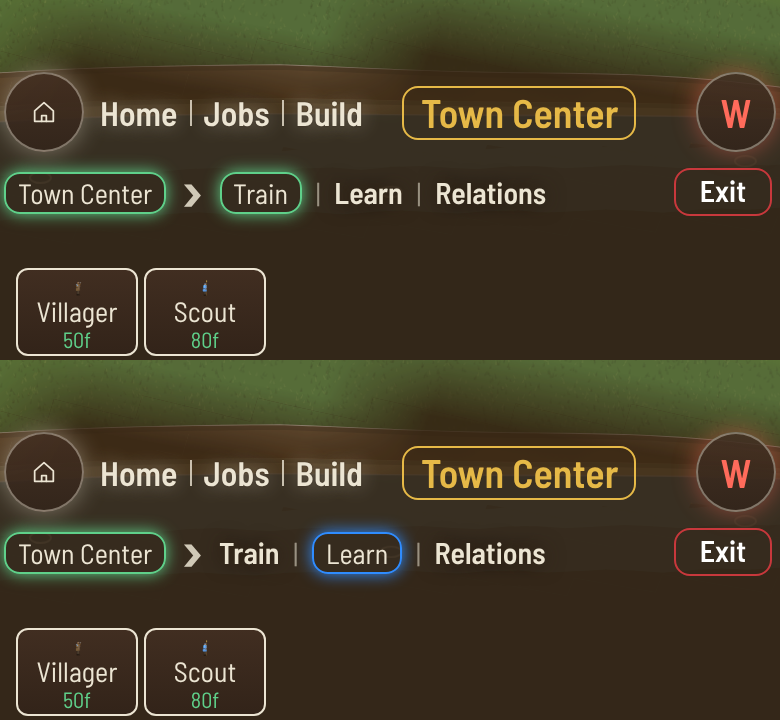 Home | Jobs | Build Town Center W
Town Center ❯ Train | Learn | Relations Exit
Villager Scout
50f 80f
Home | Jobs | Build Town Center W
Town Center ❯ Train | Learn | Relations Exit
Villager Scout
50f 80f